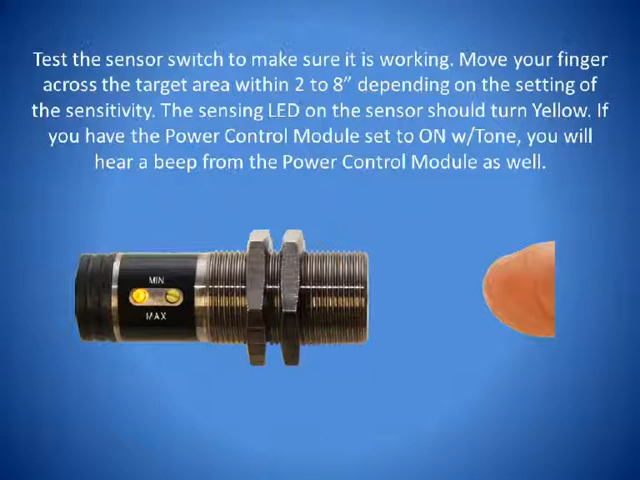 Test the sensor switch to make sure it is working. Move your finger
across the target area within 2 to 8” depending on the setting of
the sensitivity. The sensing LED on the sensor should turn Yellow. If
you have the Power Control Module set to ON w/Tone, you will
hear a beep from the Power Control Module as well.
MIN
MAX